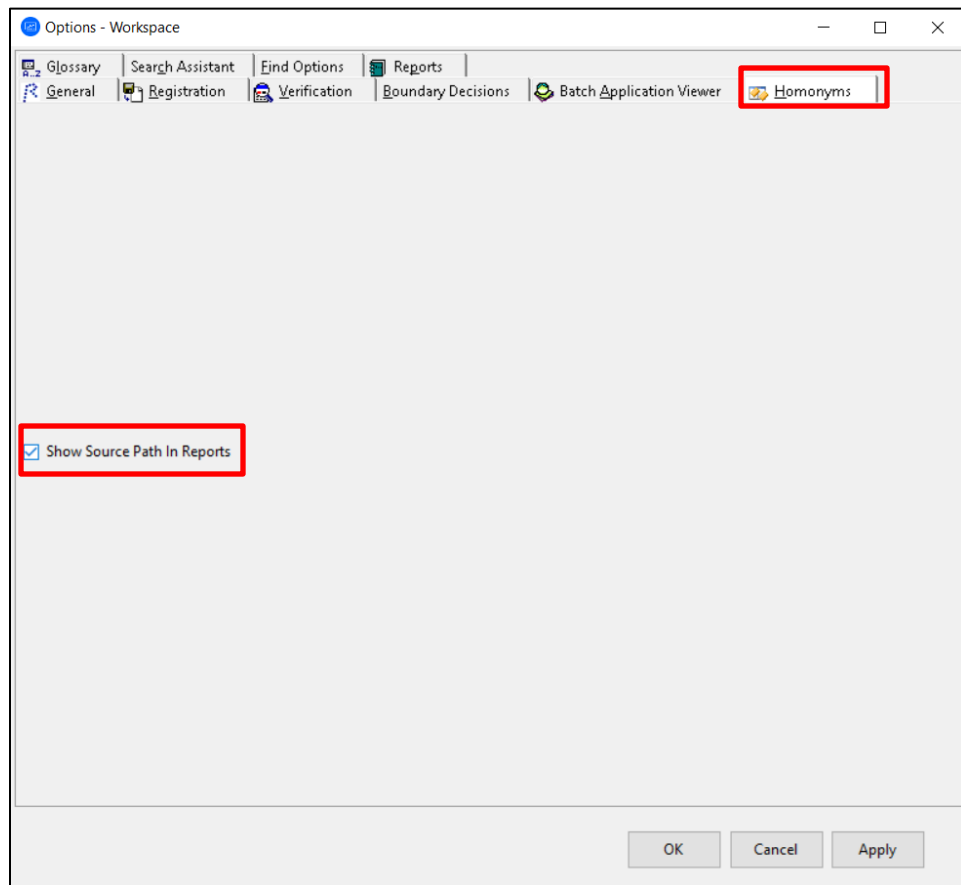 Options - Workspace
Glossary Search Assistant Find Options Reports
General Registration Verification Boundary Decisions Batch Application Viewer Homonyms
Show Source Path In Reports
OK Cancel Apply